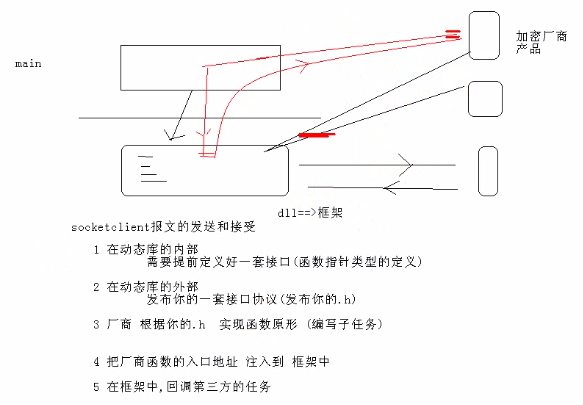 加密厂商
产品
main
dll==>框架
socketclient报文的发送和接受
1 在动态库的内部
需要提前定义好一套接口(函数指针类型的定义)
2 在动态库的外部
发布你的一套接口协议(发布你的.h)
3 厂商 根据你的.h 实现函数原形 (编写子任务)
4 把厂商函数的入口地址 注入到 框架中
5 在框架中,回调第三方的任务